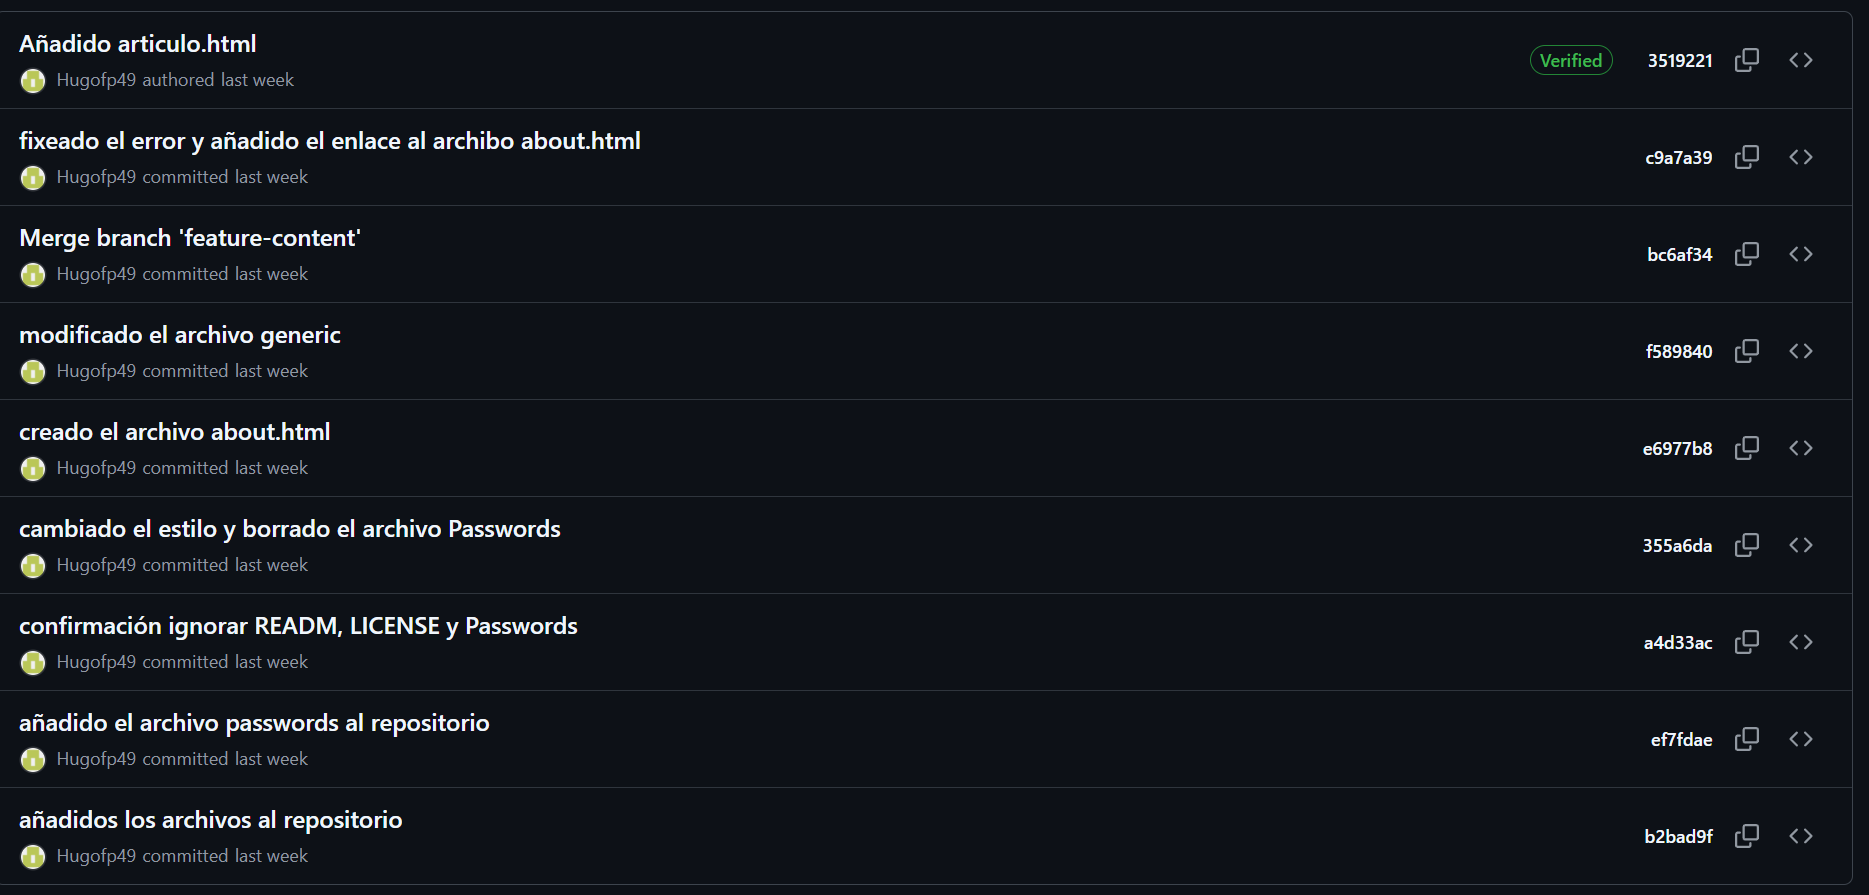 Añadido articulo.html
Hugofp49 authored last week
Verified
3519221
fixeado el error y añadido el enlace al archibo about.html
Hugofp49 committed last week
c9a7a39
Merge branch 'feature-content'
Hugofp49 committed last week
bc6af34
modificado el archivo generic
Hugofp49 committed last week
f589840
creado el archivo about.html
Hugofp49 committed last week
e6977b8
cambiado el estilo y borrado el archivo Passwords
Hugofp49 committed last week
355a6da
confirmación ignorar READM, LICENSE y Passwords
Hugofp49 committed last week
a4d33ac
añadido el archivo passwords al repositorio
Hugofp49 committed last week
ef7fdae
añadidos los archivos al repositorio
Hugofp49 committed last week
b2bad9f